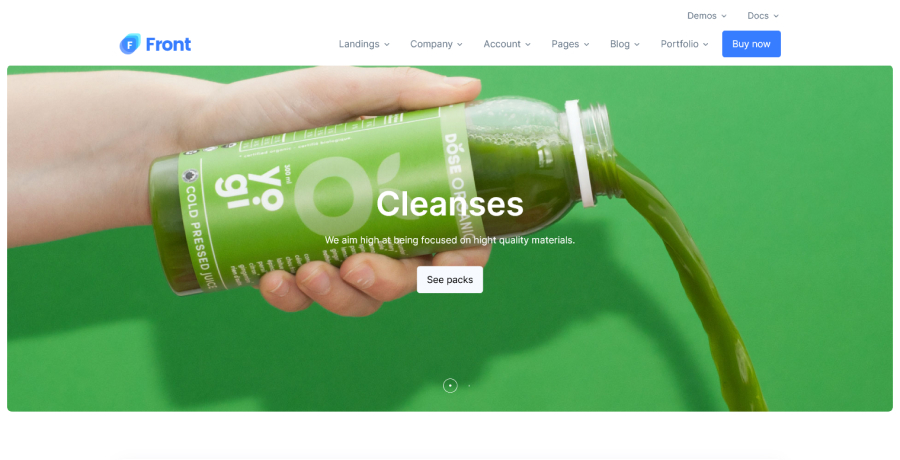 Demos Docs
F Front
Landings Company Account Pages Blog Portfolio Buy now
yo
gi
COLD PRESSED JUICE
DOSE ORGANIC
Cleanses
We aim high at being focused on hight quality materials.
See packs